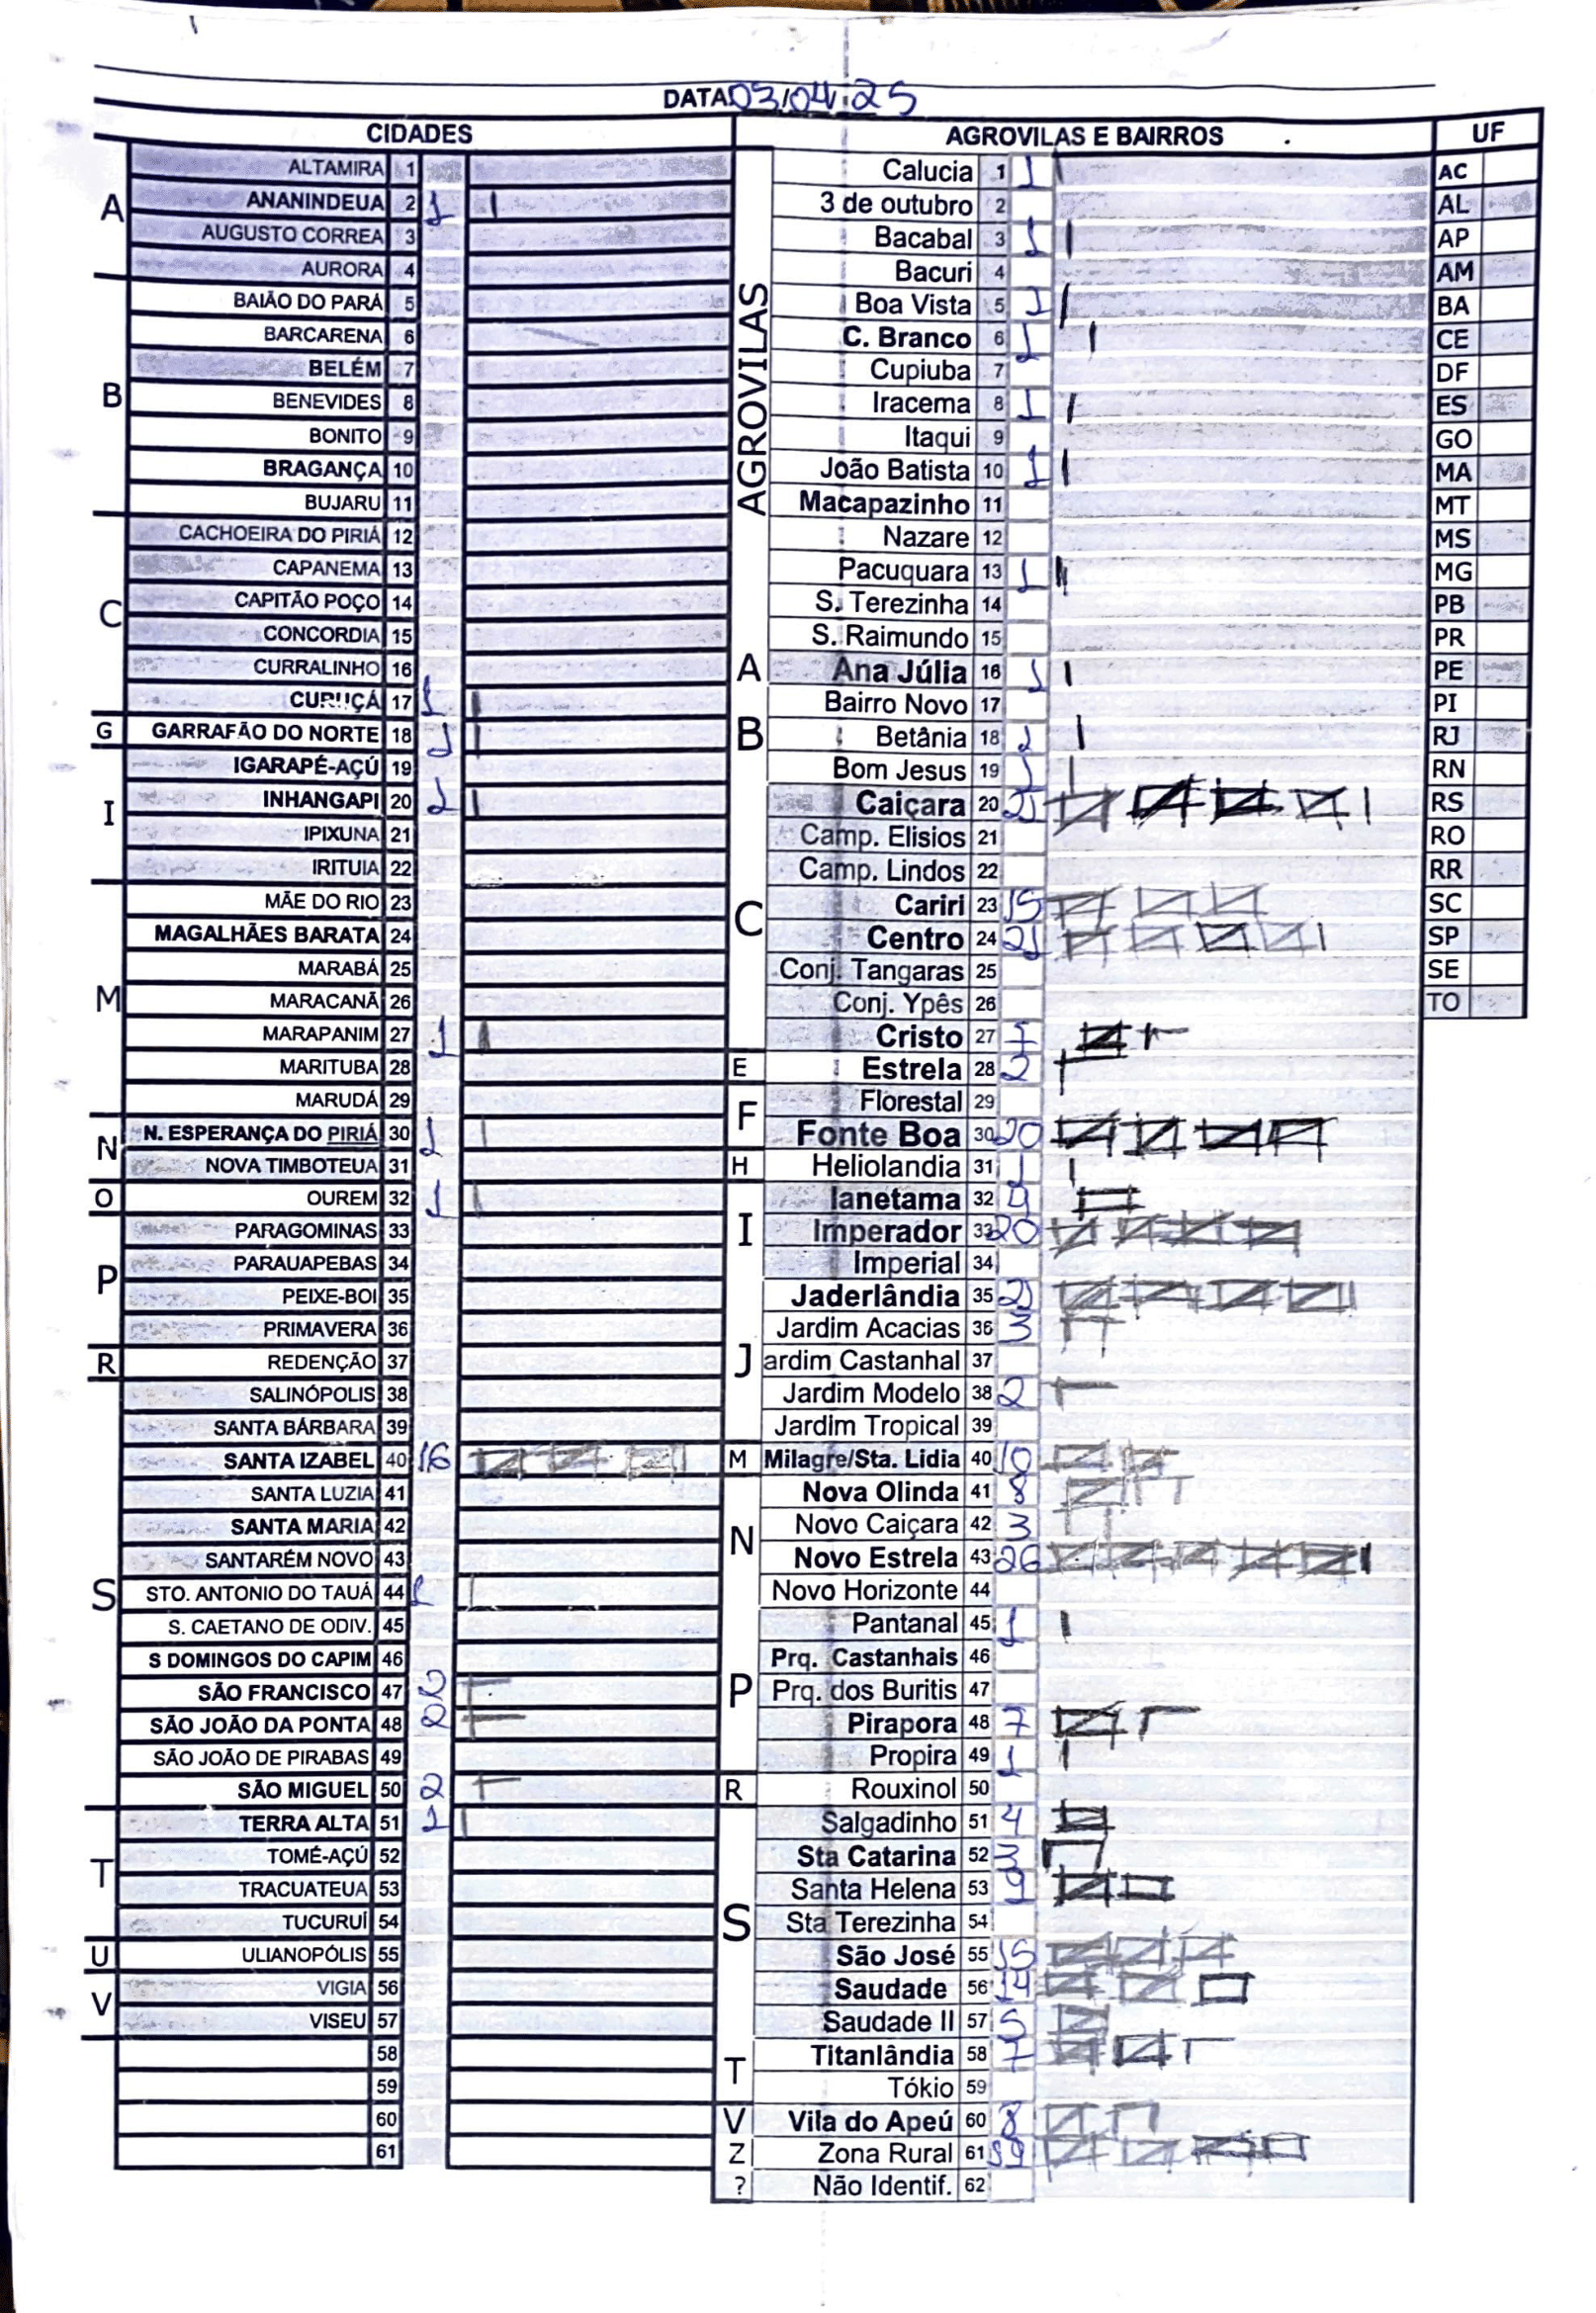 DATA 03/04/25
CIDADES
A
ALTAMIRA 1
ANANINDEUA 2 1
AUGUSTO CORREA 3
AURORA 4
B
BAIÃO DO PARÁ 5
BARCARENA 6
BELÉM 7
BENEVIDES 8
BONITO 9
BRAGANÇA 10
BUJARU 11
C
CACHOEIRA DO PIRIÁ 12
CAPANEMA 13
CAPITÃO POÇO 14
CONCORDIA 15
CURRALINHO 16
CURUÇÁ 17 1
G
GARRAFÃO DO NORTE 18 1
I
IGARAPÉ-AÇÚ 19
INHANGAPI 20 1
IPIXUNA 21
IRITUIA 22
M
MÃE DO RIO 23
MAGALHÃES BARATA 24
MARABÁ 25
MARACANÃ 26
MARAPANIM 27 1
MARITUBA 28
MARUDÁ 29
N
N. ESPERANÇA DO PIRIÁ 30 1
NOVA TIMBOTEUA 31
O
OUREM 32 1
P
PARAGOMINAS 33
PARAUAPEBAS 34
PEIXE-BOI 35
PRIMAVERA 36
R
REDENÇÃO 37
S
SALINÓPOLIS 38
SANTA BÁRBARA 39
SANTA IZABEL 40 16
SANTA LUZIA 41
SANTA MARIA 42
SANTARÉM NOVO 43
STO. ANTONIO DO TAUÁ 44 1
S. CAETANO DE ODIV. 45
S DOMINGOS DO CAPIM 46
SÃO FRANCISCO 47 2
SÃO JOÃO DA PONTA 48 2
SÃO JOÃO DE PIRABAS 49
SÃO MIGUEL 50 2
T
TERRA ALTA 51 1
TOMÉ-AÇÚ 52
TRACUATEUA 53
TUCURUÍ 54
U
ULIANOPÓLIS 55
V
VIGIA 56
VISEU 57
58
59
60
61
AGROVILAS E BAIRROS
AGROVILAS
Calucia 1 1
3 de outubro 2
Bacabal 3 1
Bacuri 4
Boa Vista 5 1
C. Branco 6 1
Cupiuba 7
Iracema 8 1
Itaqui 9
João Batista 10 1
Macapazinho 11
Nazare 12
Pacuquara 13 1
S. Terezinha 14
S. Raimundo 15
A
Ana Júlia 16 1
B
Bairro Novo 17
Betânia 18 1
Bom Jesus 19 1
C
Caiçara 20 21
Camp. Elisios 21
Camp. Lindos 22
Cariri 23 15
Centro 24 21
Conj. Tangaras 25
Conj. Ypês 26
Cristo 27 7
E
Estrela 28 2
F
Florestal 29
Fonte Boa 30 20
H
Heliolandia 31 1
I
Ianetama 32 4
Imperador 33 20
Imperial 34
J
Jaderlândia 35 21
Jardim Acacias 36 3
Jardim Castanhal 37
Jardim Modelo 38 2
Jardim Tropical 39
M
Milagre/Sta. Lidia 40 10
N
Nova Olinda 41 8
Novo Caiçara 42 3
Novo Estrela 43 26
Novo Horizonte 44
P
Pantanal 45 1
Prq. Castanhais 46
Prq. dos Buritis 47
Pirapora 48 7
Propira 49 1
R
Rouxinol 50
S
Salgadinho 51 4
Sta Catarina 52 3
Santa Helena 53 9
Sta Terezinha 54
São José 55 15
Saudade 56 14
Saudade II 57 5
T
Titanlândia 58 7
Tókio 59
V
Vila do Apeú 60 8
Z
Zona Rural 61 19
?
Não Identif. 62
UF
AC
AL
AP
AM
BA
CE
DF
ES
GO
MA
MT
MS
MG
PB
PR
PE
PI
RJ
RN
RS
RO
RR
SC
SP
SE
TO